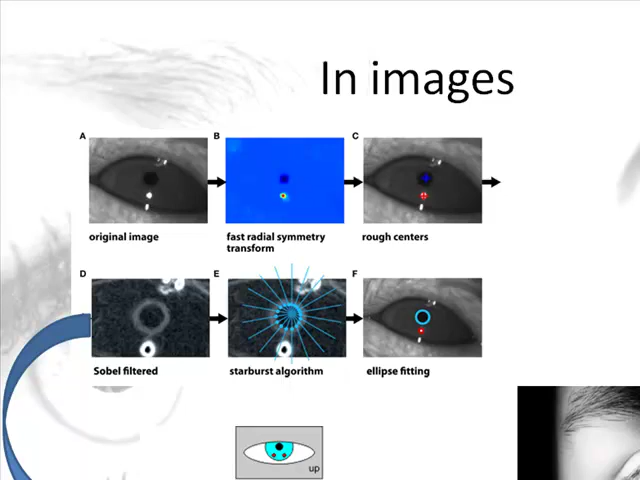 In images
A
B
C
original image
fast radial symmetry
transform
rough centers
D
E
F
Sobel filtered
starburst algorithm
ellipse fitting
up